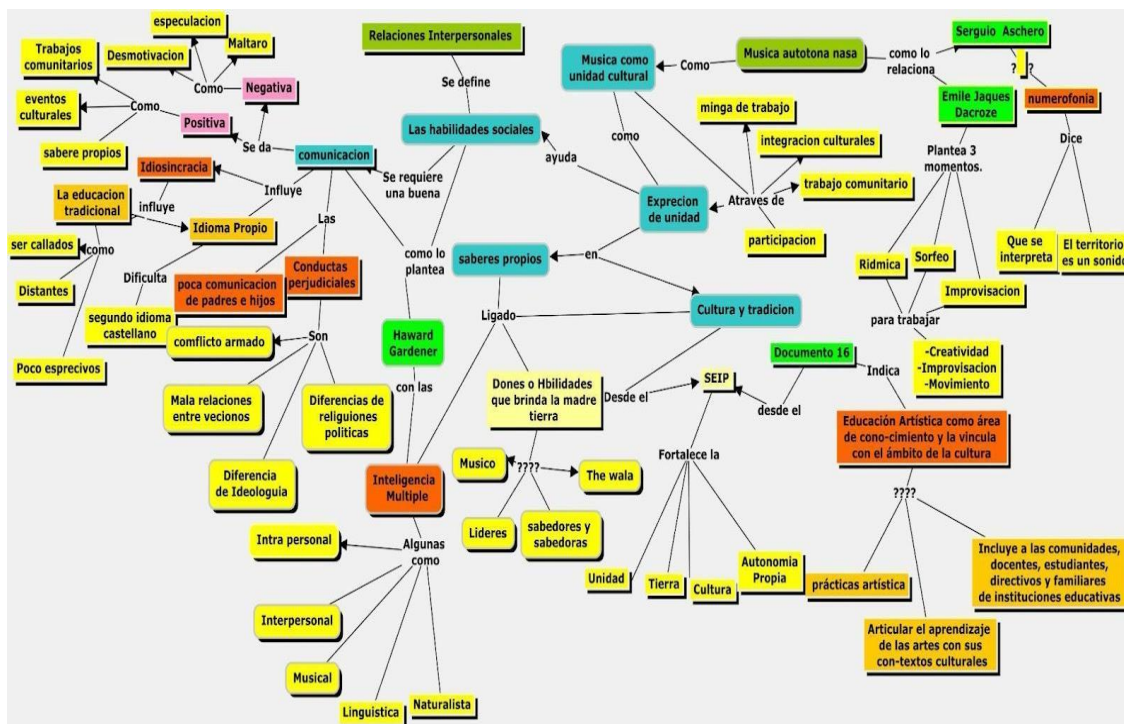 especulacion
Trabajos
comunitarios
Desmotivacion
Maltaro
Como
Negativa
eventos
culturales
Como
Positiva
sabere propios
Se da
comunicacion
Relaciones Interpersonales
Se define
Las habilidades sociales
Se requiere
una buena
Idiosincracia
Influye
La educacion
tradicional
influye
Idioma Propio
Las
ser callados
como
Distantes
Dificulta
segundo idioma
castellano
Poco esprecivos
poca comunicacion
de padres e hijos
Conductas
perjudiciales
Son
comflicto armado
Mala relaciones
entre vecionos
Diferencias de
religuiones
politicas
Diferencia
de Ideologuia
como lo
plantea
Haward
Gardener
con las
Inteligencia
Multiple
Algunas
como
Intra personal
Interpersonal
Musical
Linguistica
Naturalista
Musica como
unidad cultural
Como
Musica autotona nasa
como lo
relaciona
Serguio Aschero
? ?
numerofonia
Dice
Que se
interpreta
El territorio
es un sonido
Emile Jaques
Dacroze
Plantea 3
momentos.
Ridmica
Sorfeo
Improvisacion
para trabajar
-Creatividad
-Improvisacion
-Movimiento
como
ayuda
minga de trabajo
integracion culturales
trabajo comunitario
Atraves de
participacion
Exprecion
de unidad
en
saberes propios
Ligado
Cultura y tradicion
Dones o Hbilidades
que brinda la madre
tierra
????
Musico
The wala
Lideres
sabedores y
sabedoras
Desde el
SEIP
desde el
Documento 16
Indica
Fortalece la
Unidad
Tierra
Cultura
Autonomia
Propia
Educación Artística como área
de cono-cimiento y la vincula
con el ámbito de la cultura
????
prácticas artística
Articular el aprendizaje
de las artes con sus
con-textos culturales
Incluye a las comunidades,
docentes, estudiantes,
directivos y familiares
de instituciones educativas